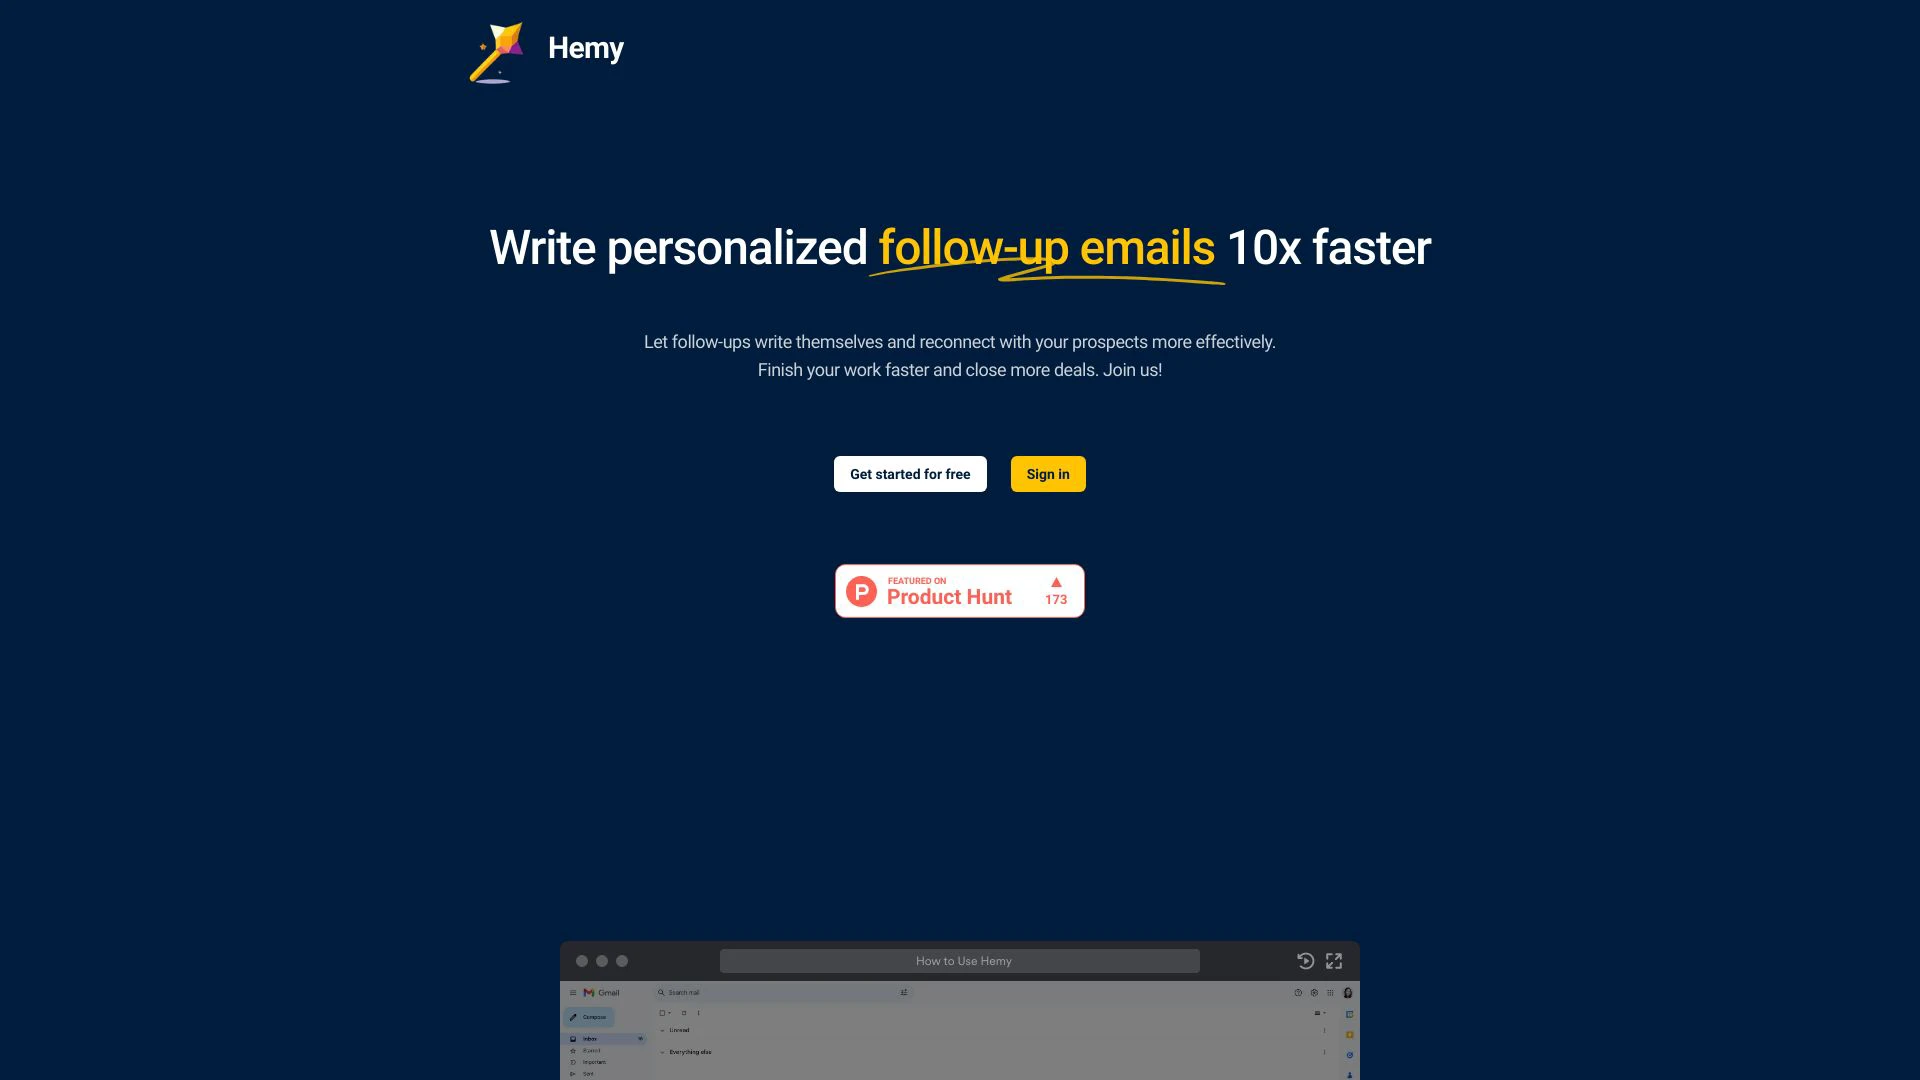 Hemy
Write personalized follow-up emails 10x faster
Let follow-ups write themselves and reconnect with your prospects more effectively.
Finish your work faster and close more deals. Join us!
Get started for free
Sign in
FEATURED ON
Product Hunt
173
How to Use Hemy
Gmail
Search mail
Compose
Unread
Inbox
Starred
Everything else
Important
Sent